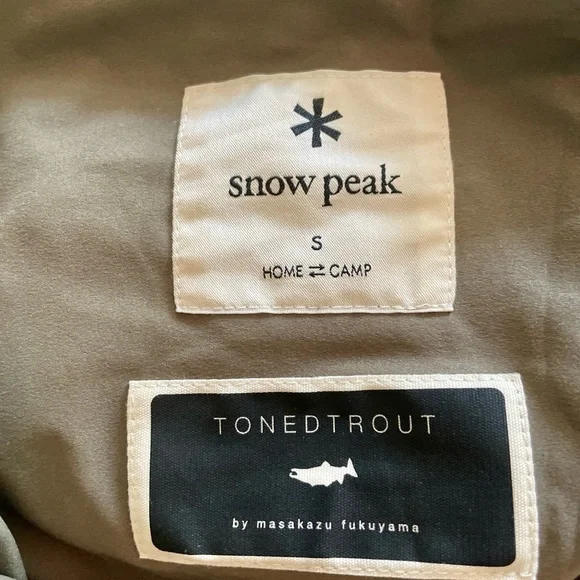 snow peak
S
HOME ⇄ CAMP
TONEDTROUT
by masakazu fukuyama